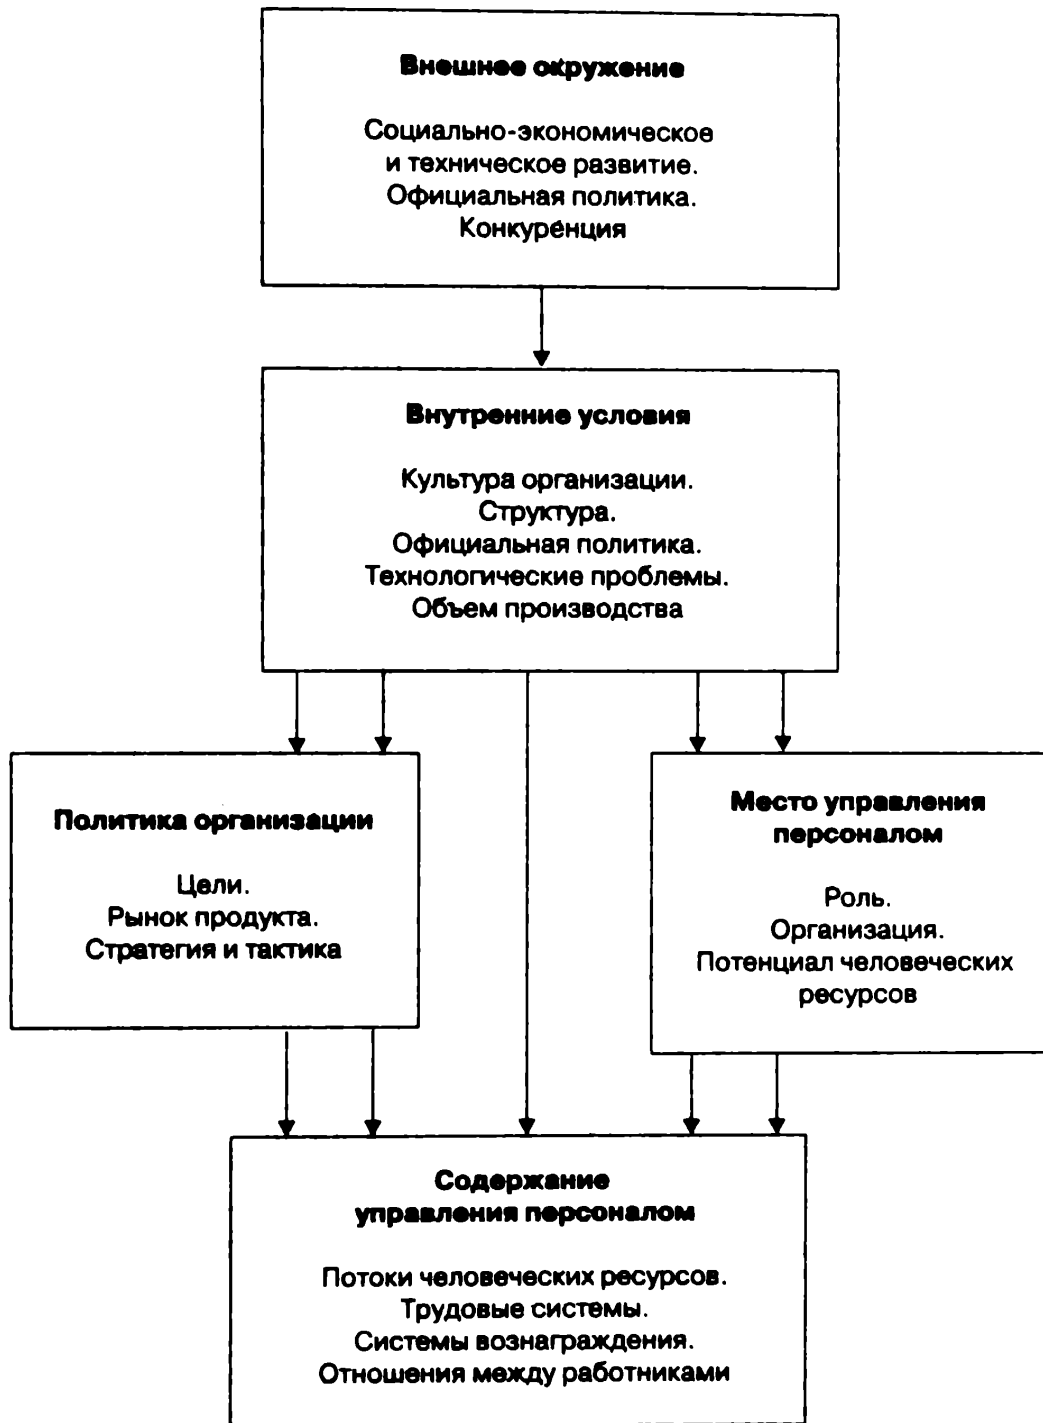 Внешнее окружение
Социально-экономическое
и техническое развитие.
Официальная политика.
Конкуренция
Внутренние условия
Культура организации.
Структура.
Официальная политика.
Технологические проблемы.
Объем производства
Политика организации
Цели.
Рынок продукта.
Стратегия и тактика
Место управления
персоналом
Роль.
Организация.
Потенциал человеческих
ресурсов
Содержание
управления персоналом
Потоки человеческих ресурсов.
Трудовые системы.
Системы вознаграждения.
Отношения между работниками